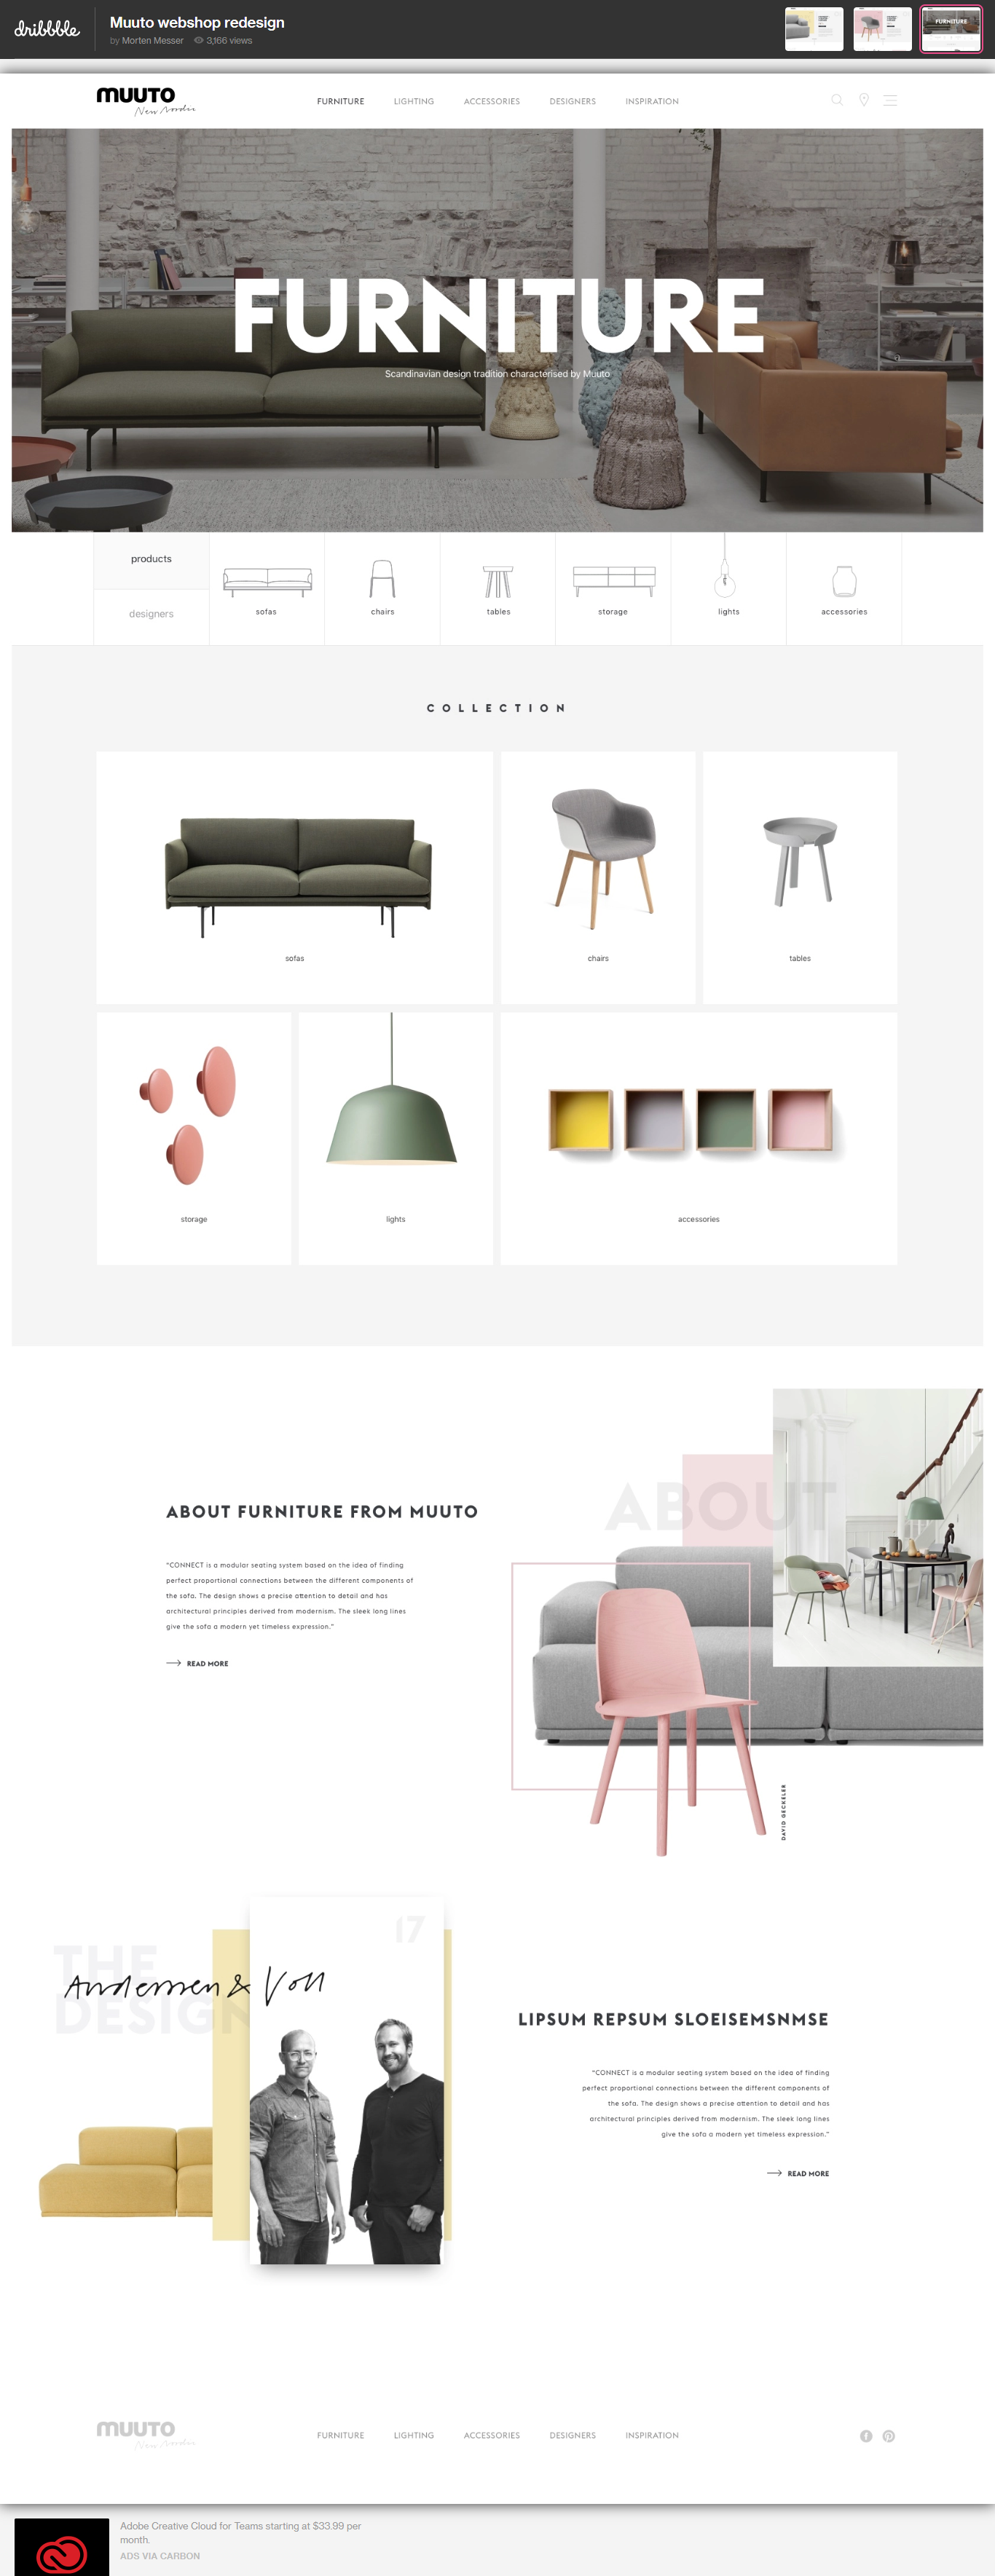 dribbble
Muuto webshop redesign
by Morten Messer 3,166 views
FURNITURE
muuto
New Nordic
FURNITURE LIGHTING ACCESSORIES DESIGNERS INSPIRATION
FURNITURE
Scandinavian design tradition characterised by Muuto
products
designers
sofas chairs tables storage lights accessories
COLLECTION
sofas chairs tables
storage lights accessories
ABOUT
ABOUT FURNITURE FROM MUUTO
"CONNECT is a modular seating system based on the idea of finding
perfect proportional connections between the different components of
the sofa. The design shows a precise attention to detail and has
architectural principles derived from modernism. The sleek long lines
give the sofa a modern yet timeless expression."
READ MORE
DAVID GECKELER
17
THE
DESIGN
Andersen & Voll
LIPSUM REPSUM SLOEISEMSNMSE
"CONNECT is a modular seating system based on the idea of finding
perfect proportional connections between the different components of
the sofa. The design shows a precise attention to detail and has
architectural principles derived from modernism. The sleek long lines
give the sofa a modern yet timeless expression."
READ MORE
muuto
New Nordic
FURNITURE LIGHTING ACCESSORIES DESIGNERS INSPIRATION
Adobe Creative Cloud for Teams starting at $33.99 per
month.
ADS VIA CARBON